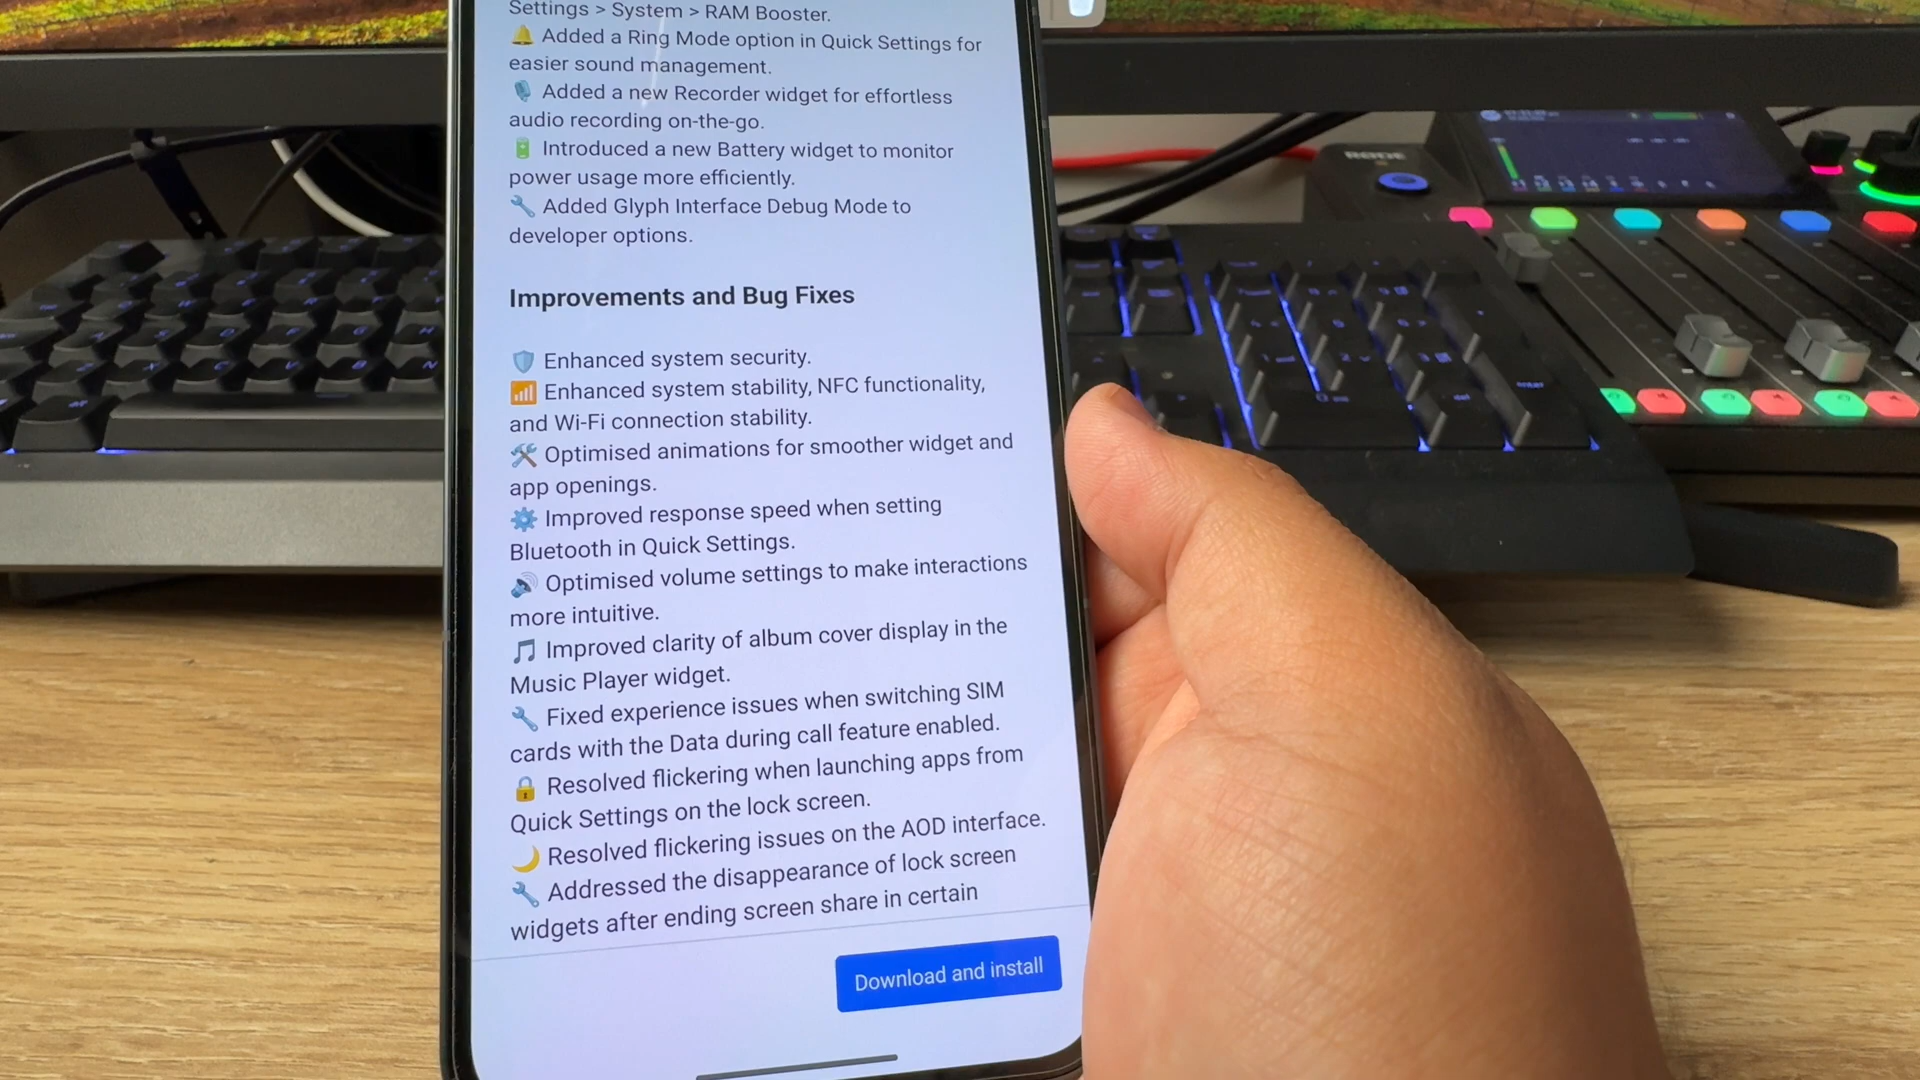 Settings > System > RAM Booster.
🔔 Added a Ring Mode option in Quick Settings for
easier sound management.
🎙️ Added a new Recorder widget for effortless
audio recording on-the-go.
🔋 Introduced a new Battery widget to monitor
power usage more efficiently.
🔧 Added Glyph Interface Debug Mode to
developer options.
Improvements and Bug Fixes
🛡️ Enhanced system security.
📶 Enhanced system stability, NFC functionality,
and Wi-Fi connection stability.
🛠️ Optimised animations for smoother widget and
app openings.
⚙️ Improved response speed when setting
Bluetooth in Quick Settings.
🔊 Optimised volume settings to make interactions
more intuitive.
🎵 Improved clarity of album cover display in the
Music Player widget.
🔧 Fixed experience issues when switching SIM
cards with the Data during call feature enabled.
🔒 Resolved flickering when launching apps from
Quick Settings on the lock screen.
🌙 Resolved flickering issues on the AOD interface.
🔧 Addressed the disappearance of lock screen
widgets after ending screen share in certain
Download and install
RODE